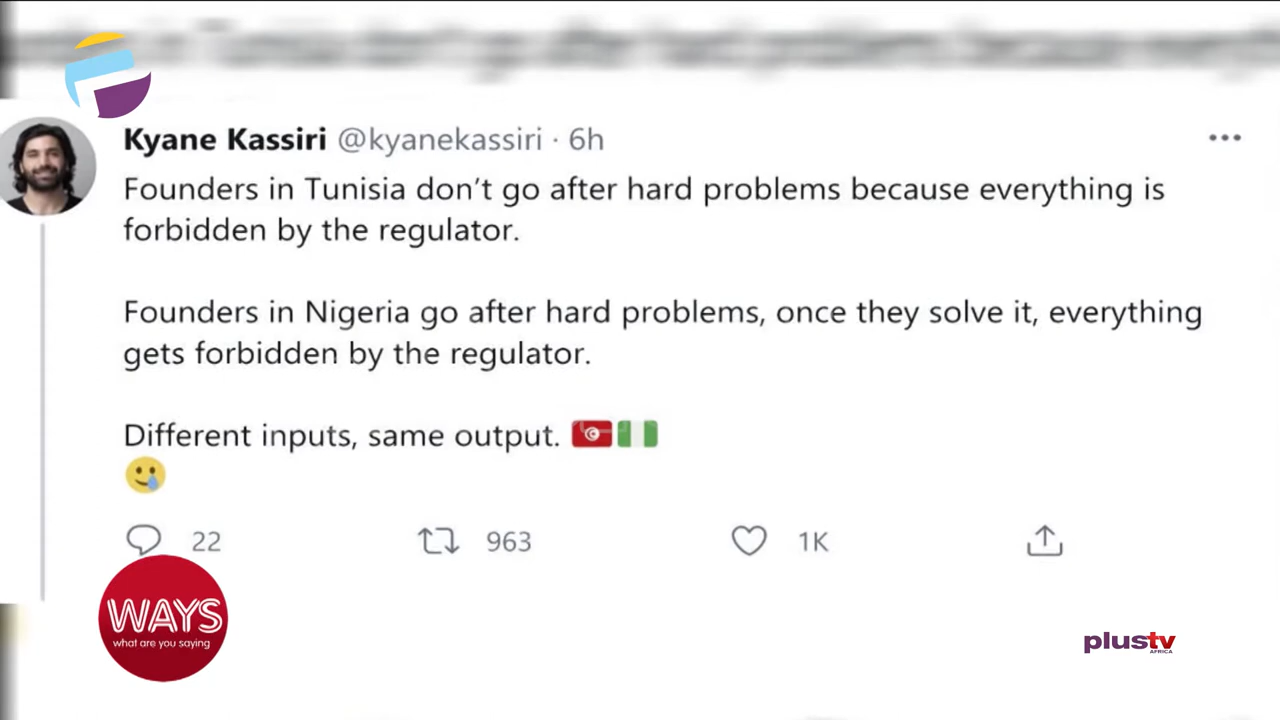 Kyane Kassiri @kyanekassiri · 6h
Founders in Tunisia don’t go after hard problems because everything is
forbidden by the regulator.
Founders in Nigeria go after hard problems, once they solve it, everything
gets forbidden by the regulator.
Different inputs, same output.
22 963 1K
WAYS
what are you saying
plustv
AFRICA